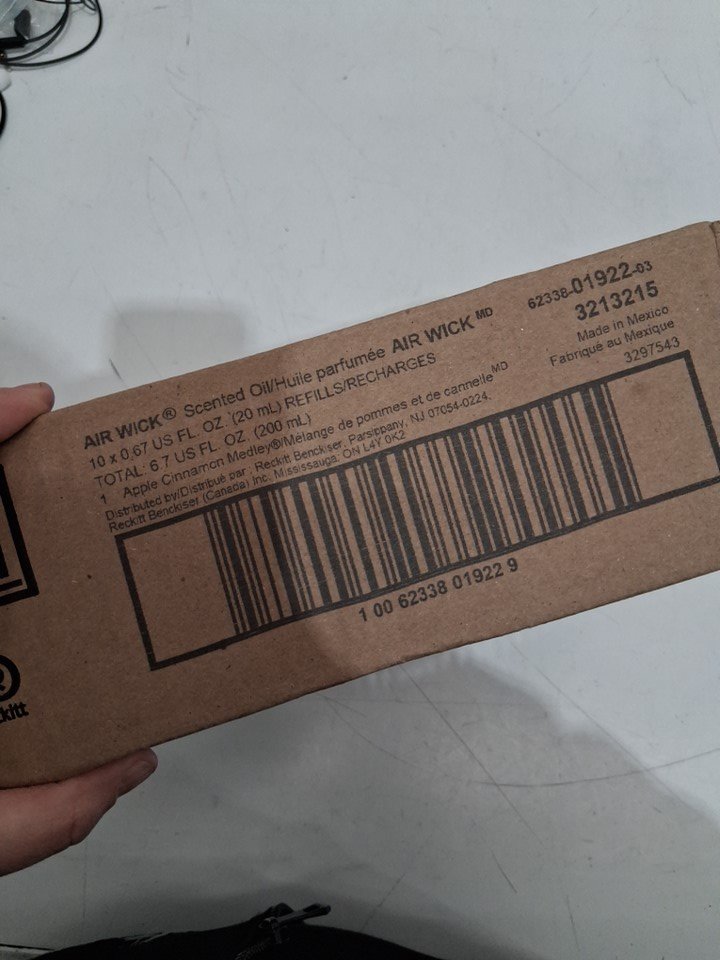 AIR WICK® Scented Oil/Huile parfumée AIR WICK MD
10 x 0.67 US FL. OZ. (20 mL) REFILLS/RECHARGES
TOTAL: 6.7 US FL. OZ (200 mL)
1 Apple Cinnamon Medley®/Mélange de pommes et de cannelle MD
Distributed by/Distribué par : Reckitt Benckiser, Parsippany, NJ 07054-0224,
Reckitt Benckiser (Canada) Inc. Mississauga, ON L4Y 0K2
62338-01922-03
3213215
Made in Mexico
Fabriqué au Mexique
3297543
1 00 62338 01922 9